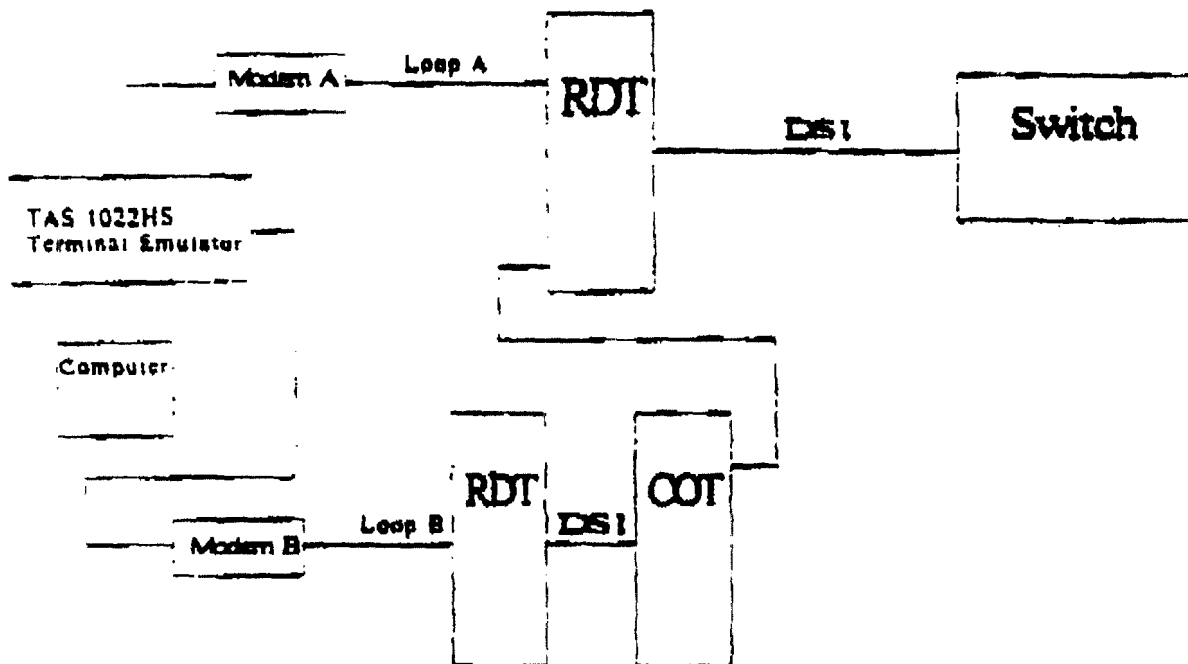 Modem A
Loop A
RDT
DS1
Switch
TAS 1022HS
Terminal Emulator
Computer
RDT
COT
Loop B
DS1
Modem B